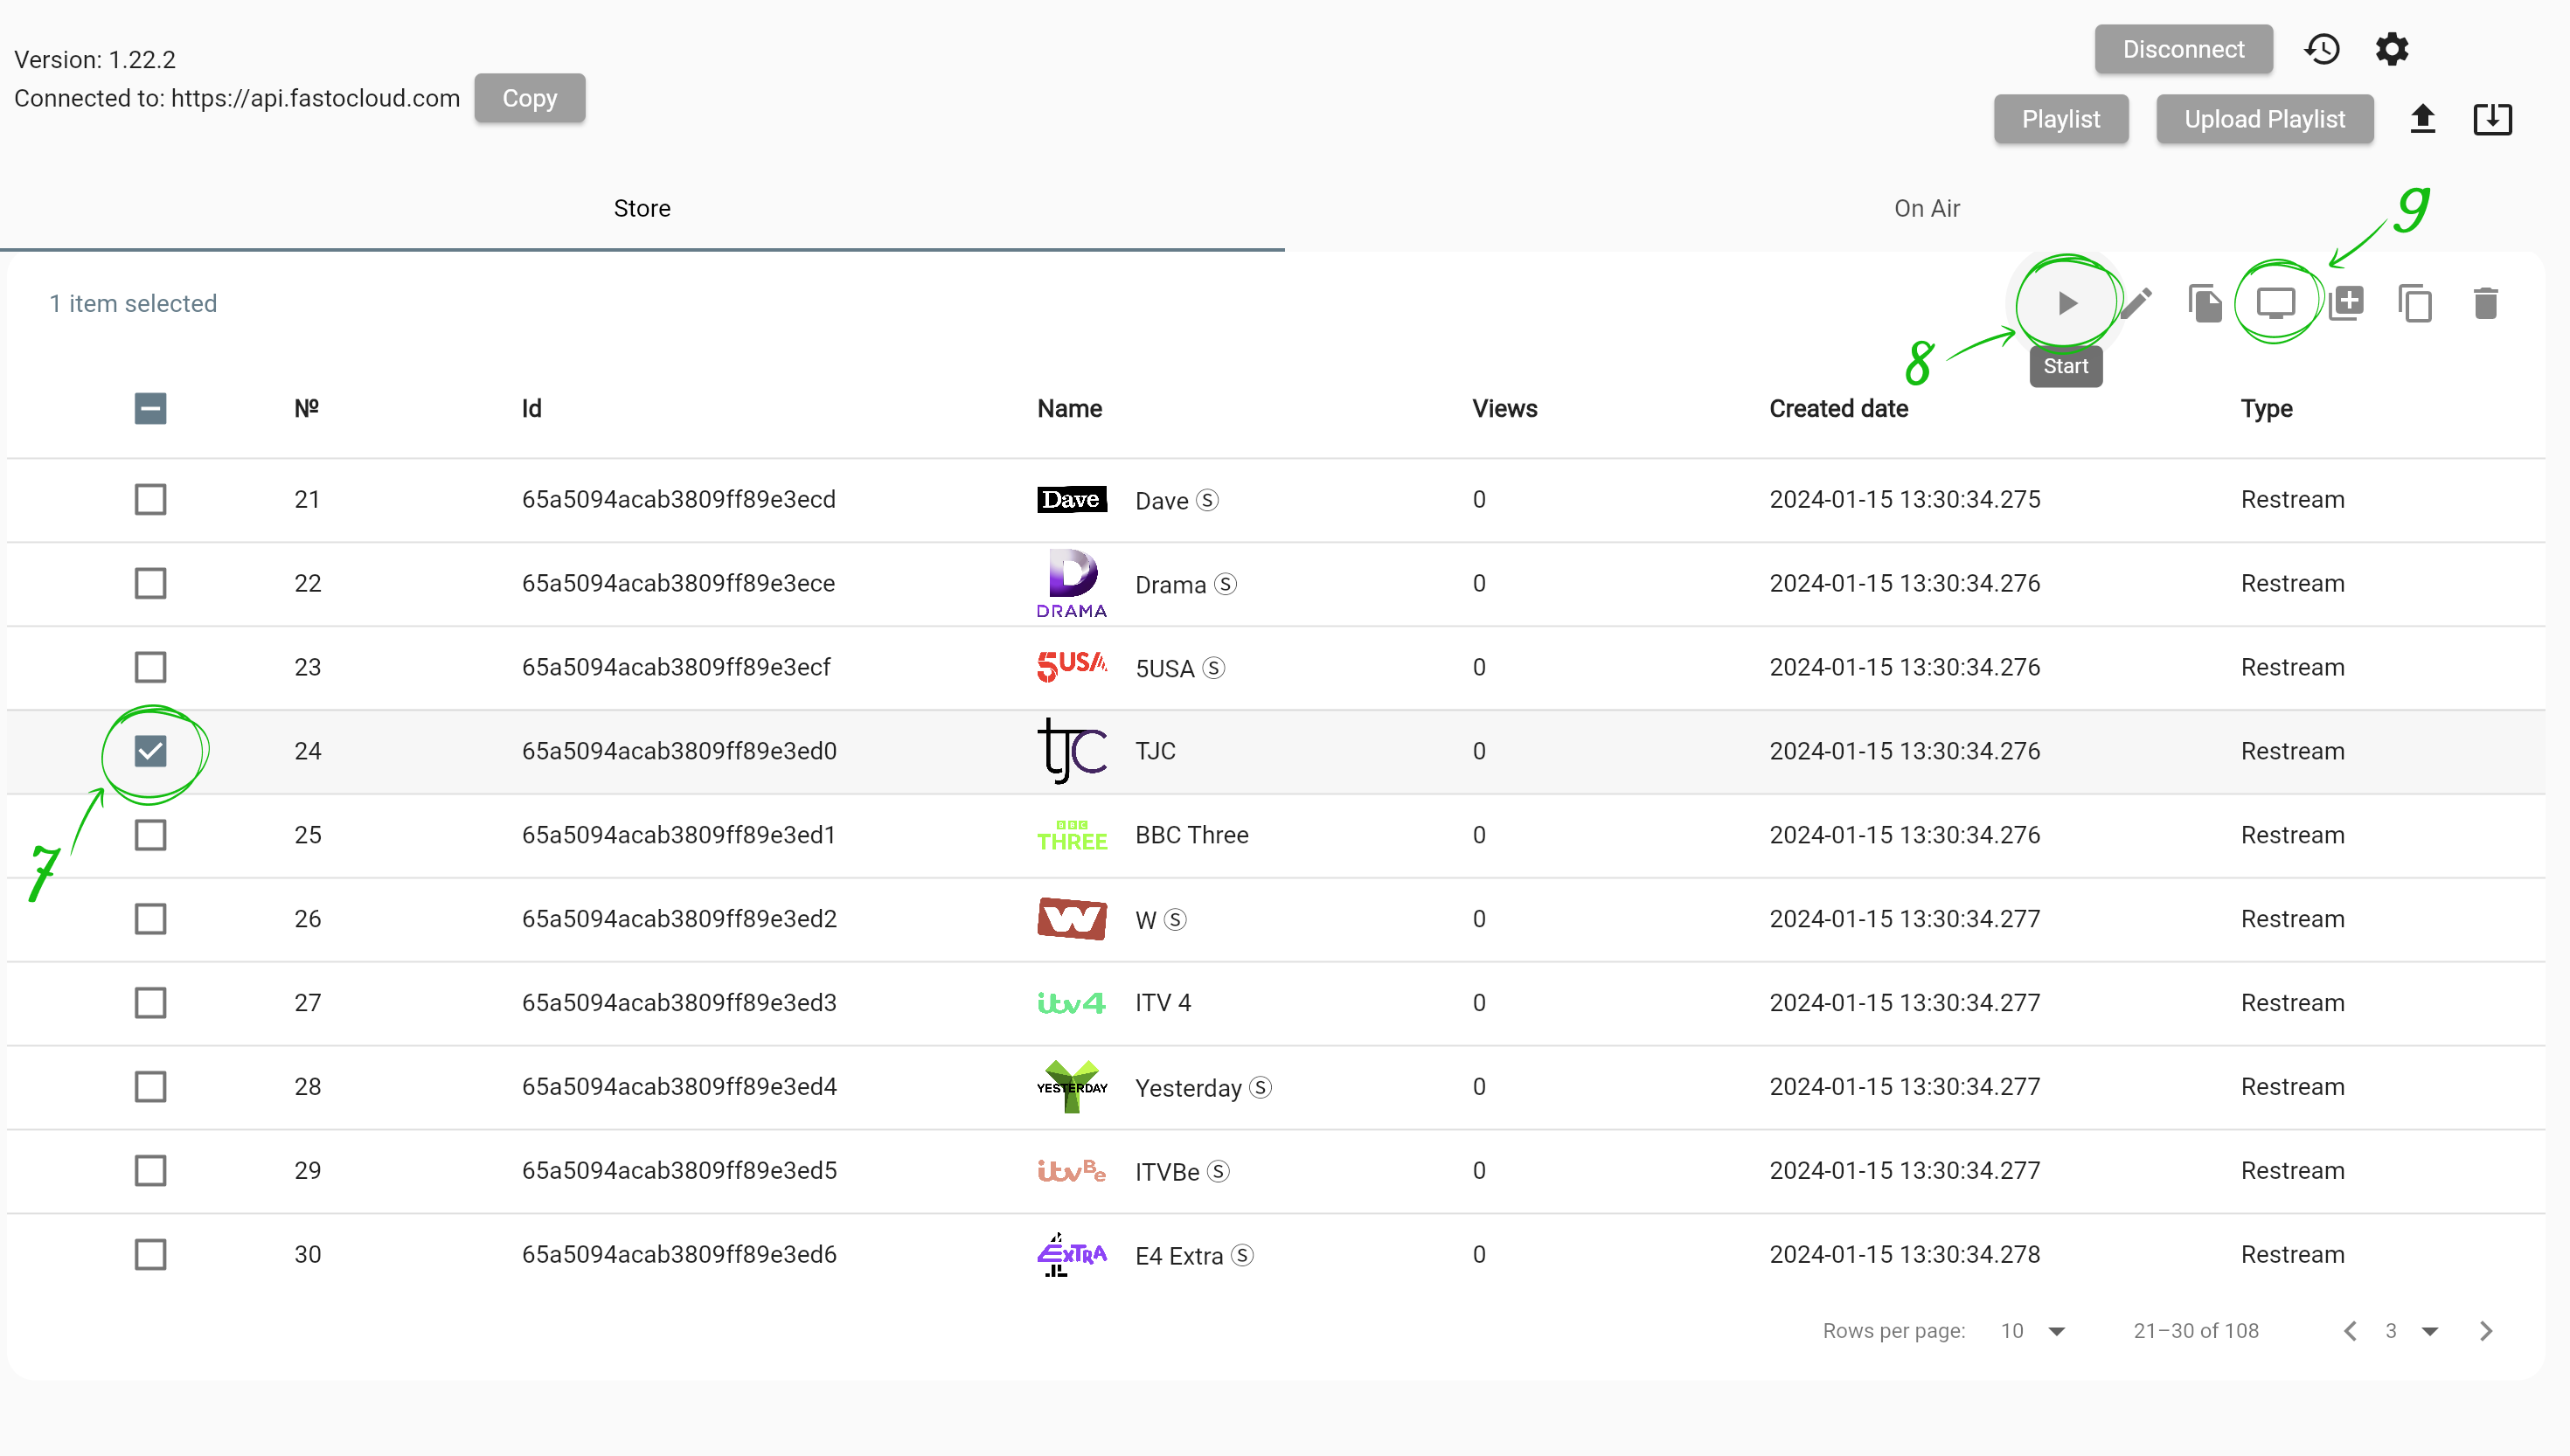 Version: 1.22.2
Connected to: https://api.fastocloud.com Copy
Disconnect
Playlist Upload Playlist
Store On Air
9
1 item selected
8
Start
№ Id Name Views Created date Type
21 65a5094acab3809ff89e3ecd Dave Dave Ⓢ 0 2024-01-15 13:30:34.275 Restream
22 65a5094acab3809ff89e3ece D DRAMA Drama Ⓢ 0 2024-01-15 13:30:34.276 Restream
23 65a5094acab3809ff89e3ecf 5USA 5USA Ⓢ 0 2024-01-15 13:30:34.276 Restream
24 65a5094acab3809ff89e3ed0 tjc TJC 0 2024-01-15 13:30:34.276 Restream
25 65a5094acab3809ff89e3ed1 BBC THREE BBC Three 0 2024-01-15 13:30:34.276 Restream
7
26 65a5094acab3809ff89e3ed2 W W Ⓢ 0 2024-01-15 13:30:34.277 Restream
27 65a5094acab3809ff89e3ed3 itv4 ITV 4 0 2024-01-15 13:30:34.277 Restream
28 65a5094acab3809ff89e3ed4 YESTERDAY Yesterday Ⓢ 0 2024-01-15 13:30:34.277 Restream
29 65a5094acab3809ff89e3ed5 itvBe ITVBe Ⓢ 0 2024-01-15 13:30:34.277 Restream
30 65a5094acab3809ff89e3ed6 4 EXTRA E4 Extra Ⓢ 0 2024-01-15 13:30:34.278 Restream
Rows per page: 10 21–30 of 108 3